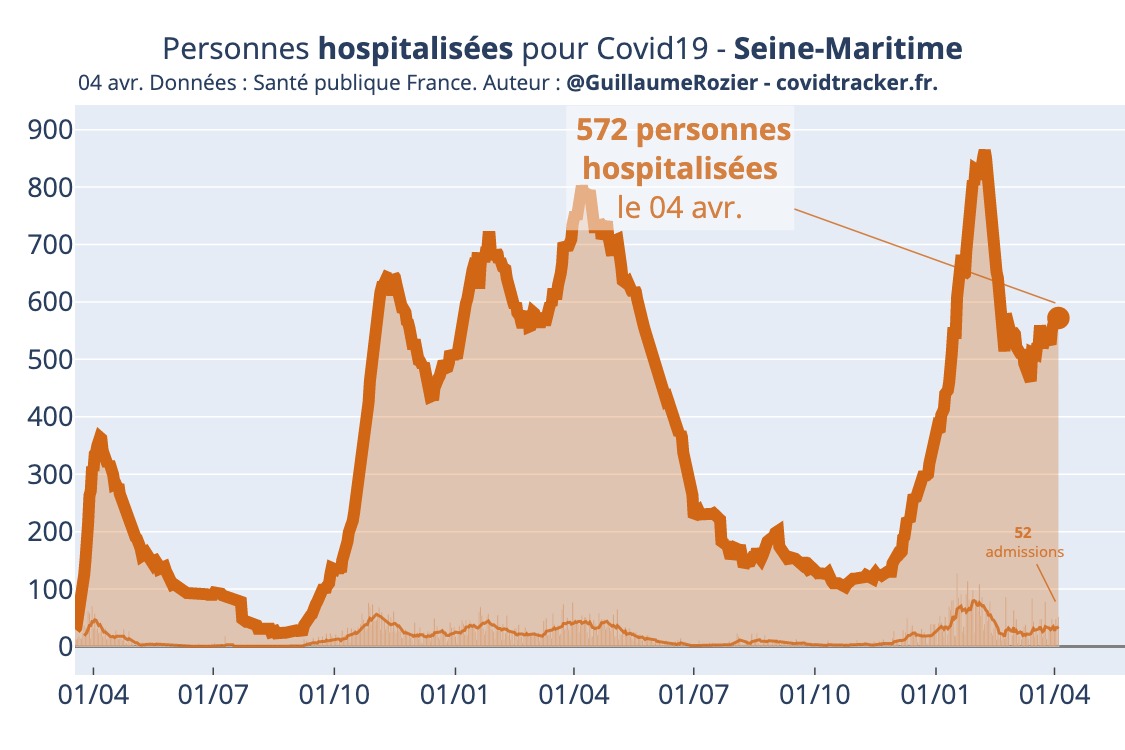 Personnes hospitalisées pour Covid19 - Seine-Maritime
04 avr. Données : Santé publique France. Auteur : @GuillaumeRozier - covidtracker.fr.
572 personnes
hospitalisées
le 04 avr.
900
800
700
600
500
400
300
200
100
0
52
admissions
01/04 01/07 01/10 01/01 01/04 01/07 01/10 01/01 01/04